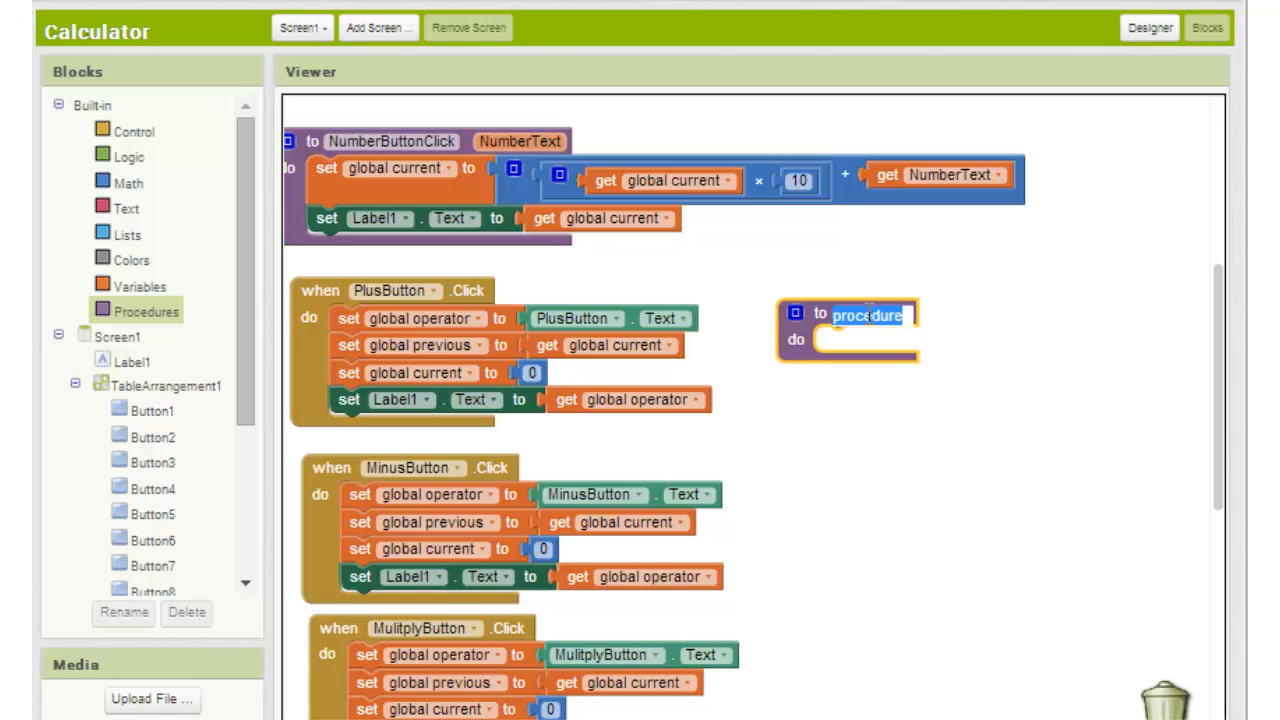 Calculator
Screen1
Add Screen ...
Remove Screen
Designer
Blocks
Blocks
Built-in
Control
Logic
Math
Text
Lists
Colors
Variables
Procedures
Screen1
Label1
TableArrangement1
Button1
Button2
Button3
Button4
Button5
Button6
Button7
Button8
Rename
Delete
Media
Upload File ...
Viewer
to NumberButtonClick NumberText
do set global current to get global current × 10 + get NumberText
set Label1 . Text to get global current
when PlusButton .Click
do set global operator to PlusButton . Text
set global previous to get global current
set global current to 0
set Label1 . Text to get global operator
to procedure
do
when MinusButton .Click
do set global operator to MinusButton . Text
set global previous to get global current
set global current to 0
set Label1 . Text to get global operator
when MulitplyButton .Click
do set global operator to MulitplyButton . Text
set global previous to get global current
set global current to 0